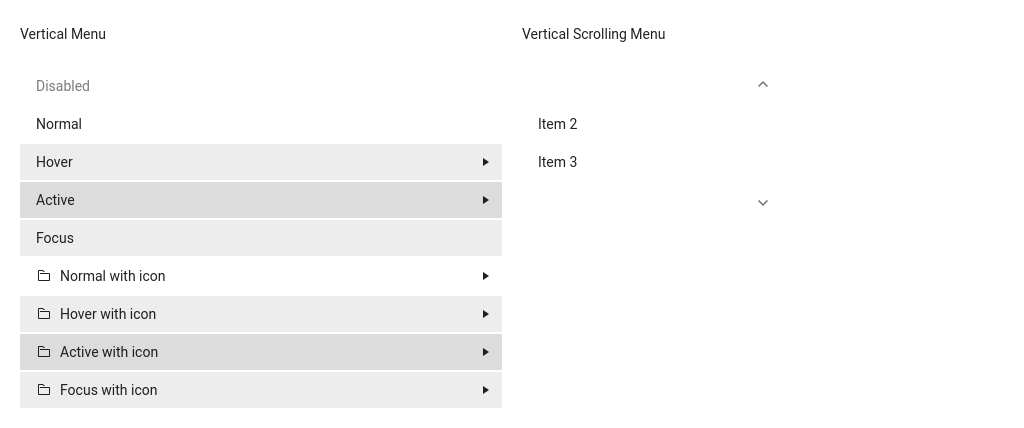 Vertical Menu
Disabled
Normal
Hover
Active
Focus
Normal with icon
Hover with icon
Active with icon
Focus with icon
Vertical Scrolling Menu
Item 2
Item 3